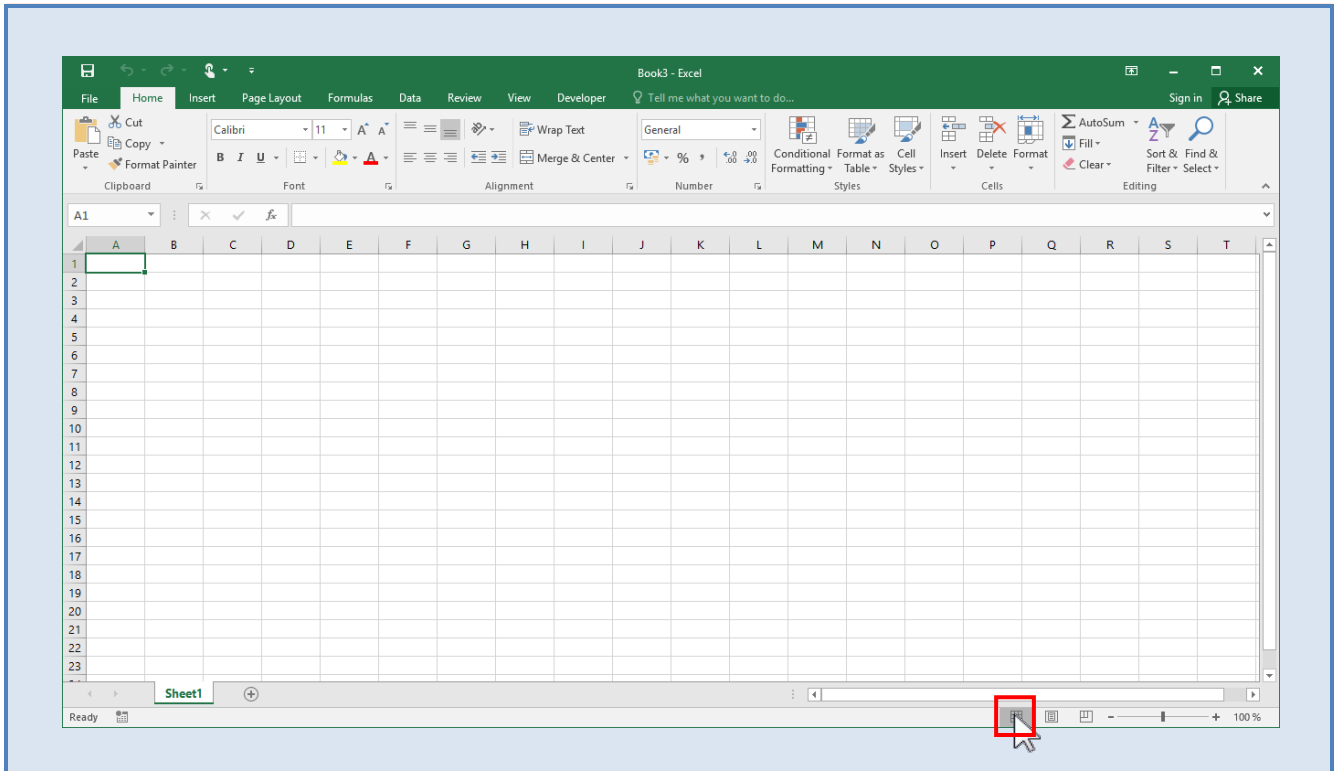 Book3 - Excel
File Home Insert Page Layout Formulas Data Review View Developer Tell me what you want to do... Sign in Share
Cut Calibri 11 A A Wrap Text General AutoSum
Copy Fill
Paste Format Painter B I U A Merge & Center % , .00 Conditional Format as Cell Insert Delete Format Clear Sort & Find &
Formatting Table Styles Filter Select
Clipboard Font Alignment Number Styles Cells Editing
A1 fx
A B C D E F G H I J K L M N O P Q R S T
1
2
3
4
5
6
7
8
9
10
11
12
13
14
15
16
17
18
19
20
21
22
23
Sheet1
Ready 100 %